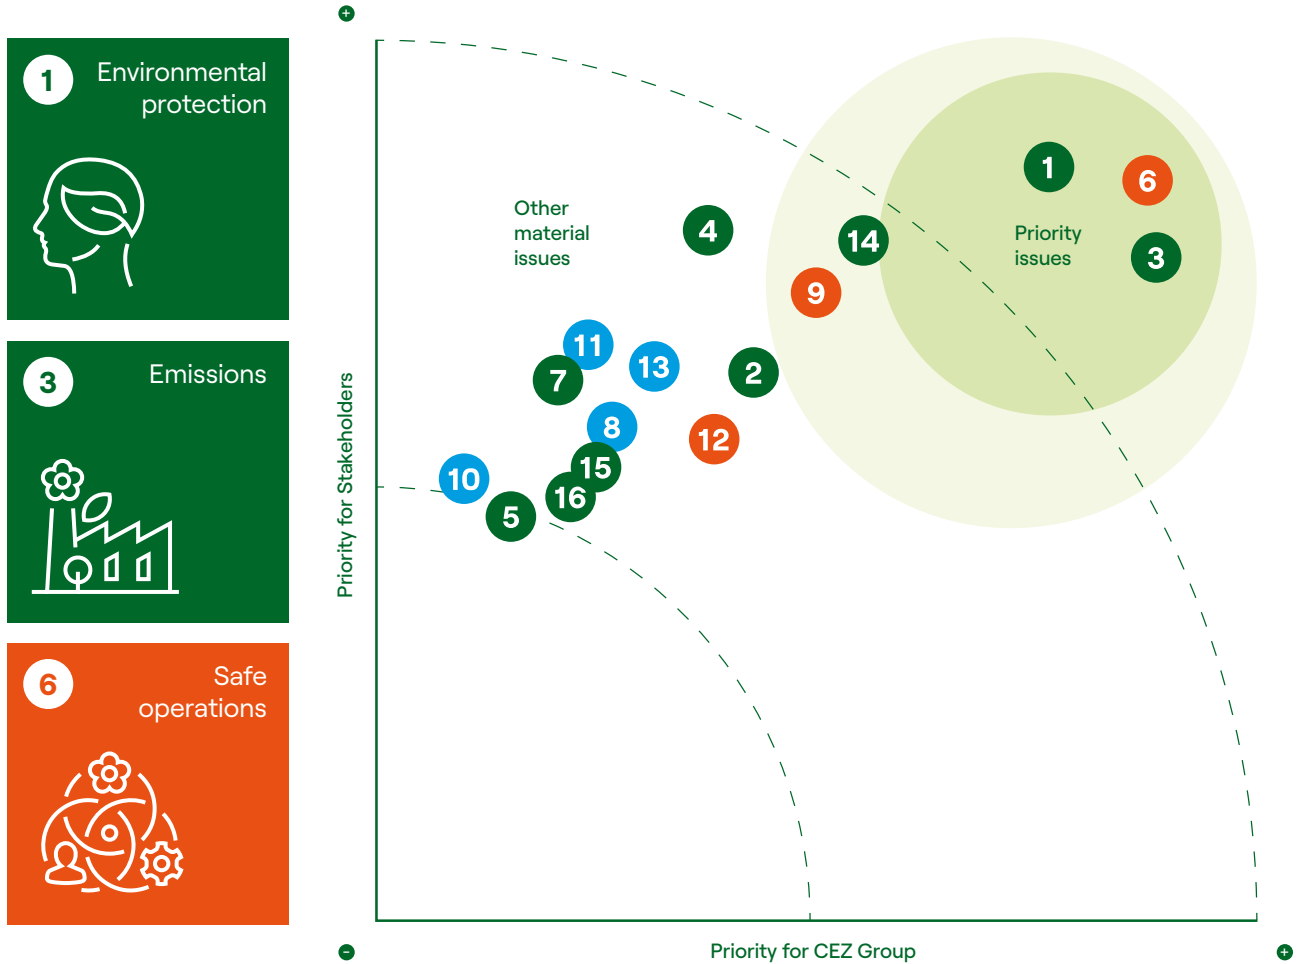 1
Environmental
protection
3
Emissions
6
Safe
operations
+
Priority for Stakeholders
Other
material
issues
Priority
issues
1
6
3
4
14
9
11
13
7
2
8
12
15
10
16
5
-
Priority for CEZ Group
+